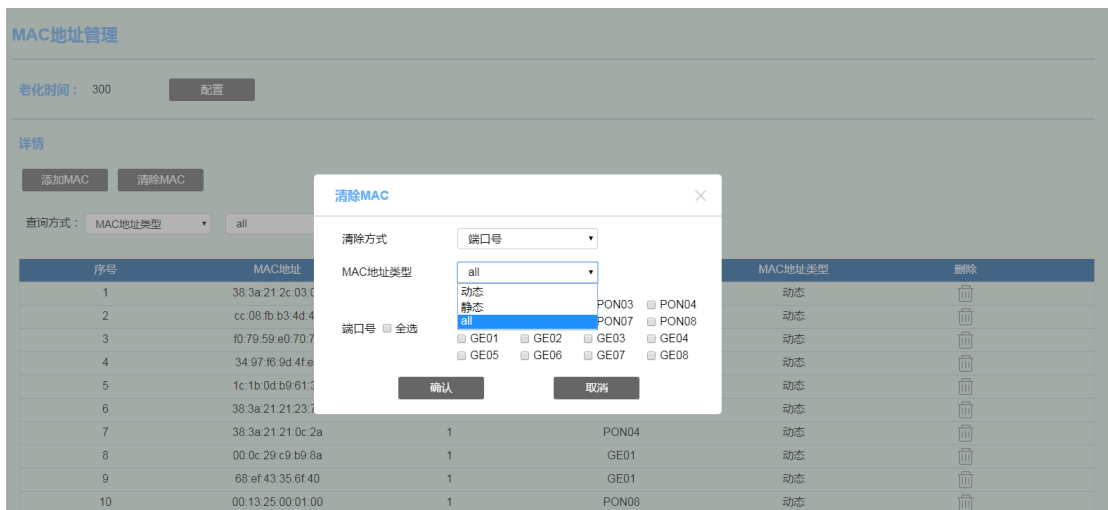 MAC地址管理
老化时间： 300 配置
详情
添加MAC 清除MAC
查询方式： MAC地址类型 all
序号 MAC地址 MAC地址类型 删除
1 38:3a:21:2c:03: 动态
2 cc:08:fb:b3:4d:4 动态
3 f0:79:59:e0:70:7 动态
4 34:97:f6:9d:4f:e 动态
5 1c:1b:0d:b9:61: 动态
6 38:3a:21:21:23: 动态
7 38:3a:21:21:0c:2a 1 PON04 动态
8 00:0c:29:c9:b9:8a 1 GE01 动态
9 68:ef:43:35:6f:40 1 GE01 动态
10 00:13:25:00:01:00 1 PON08 动态
清除MAC
清除方式 端口号
MAC地址类型 all
动态
静态
all
PON03 PON04
PON07 PON08
端口号 全选
GE01 GE02 GE03 GE04
GE05 GE06 GE07 GE08
确认 取消